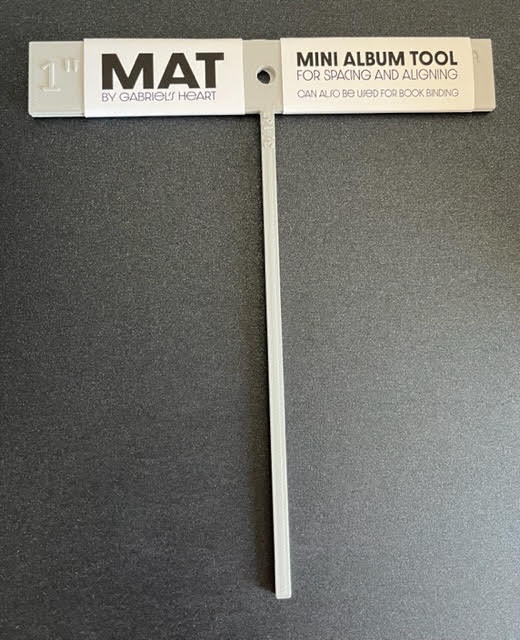 1"
MAT
BY GABRIEL'S HEART
MINI ALBUM TOOL
FOR SPACING AND ALIGNING
CAN ALSO BE USED FOR BOOK BINDING